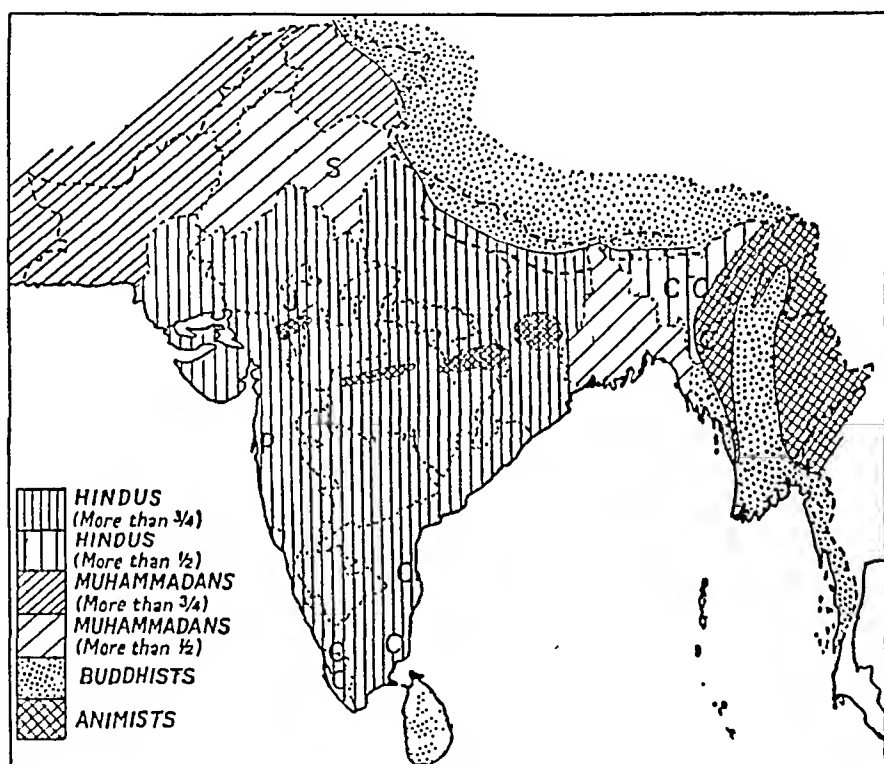 S
C C
P
C
C C
C
HINDUS
(More than ¾)
HINDUS
(More than ½)
MUHAMMADANS
(More than ¾)
MUHAMMADANS
(More than ½)
BUDDHISTS
ANIMISTS